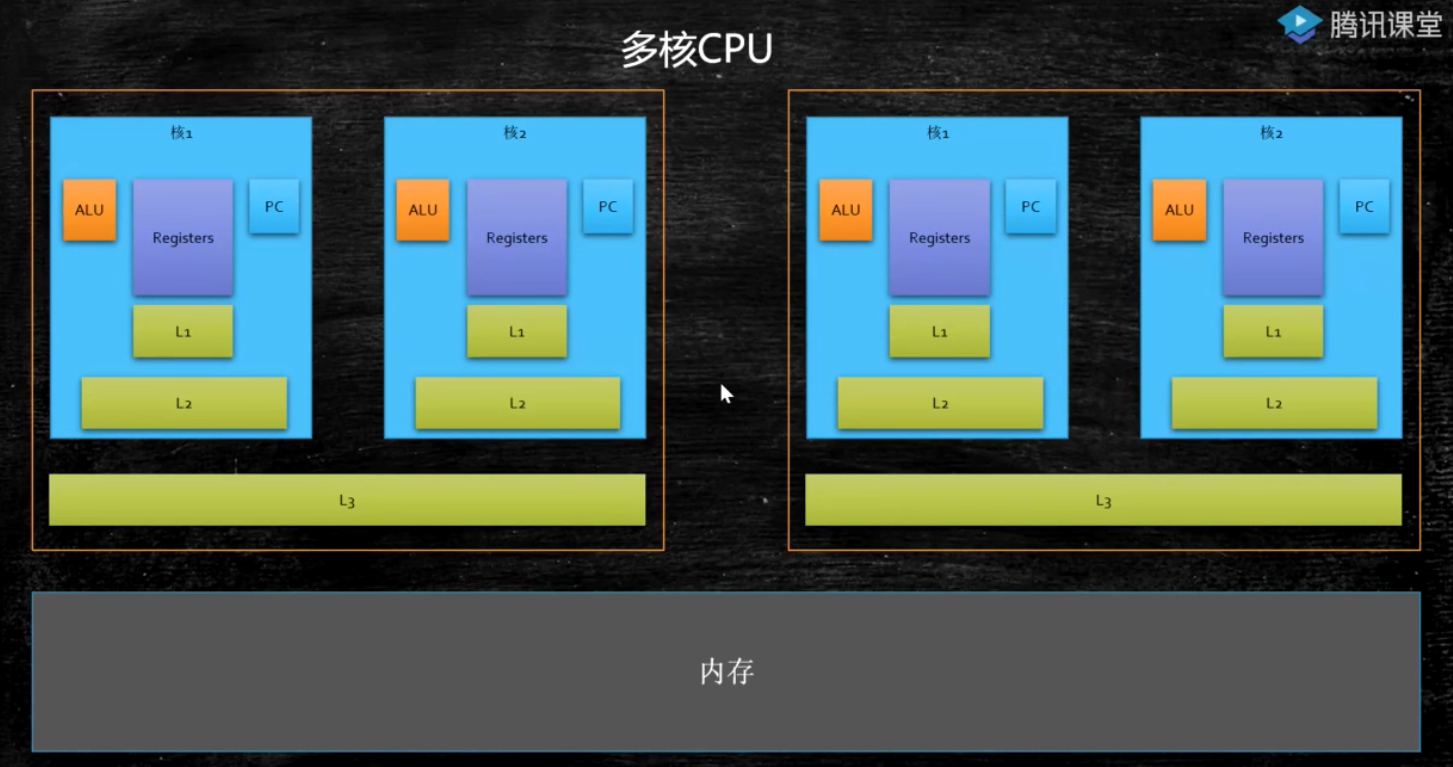 腾讯课堂
多核CPU
核1
核2
核1
核2
ALU
Registers
PC
ALU
Registers
PC
ALU
Registers
PC
ALU
Registers
PC
L1
L1
L1
L1
L2
L2
L2
L2
L3
L3
内存